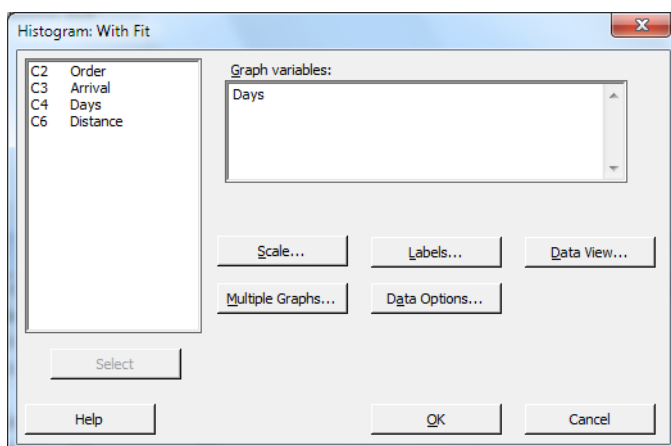 Histogram: With Fit
C2 Order
C3 Arrival
C4 Days
C6 Distance
Graph variables:
Days
Scale...
Labels...
Data View...
Multiple Graphs...
Data Options...
Select
Help
OK
Cancel